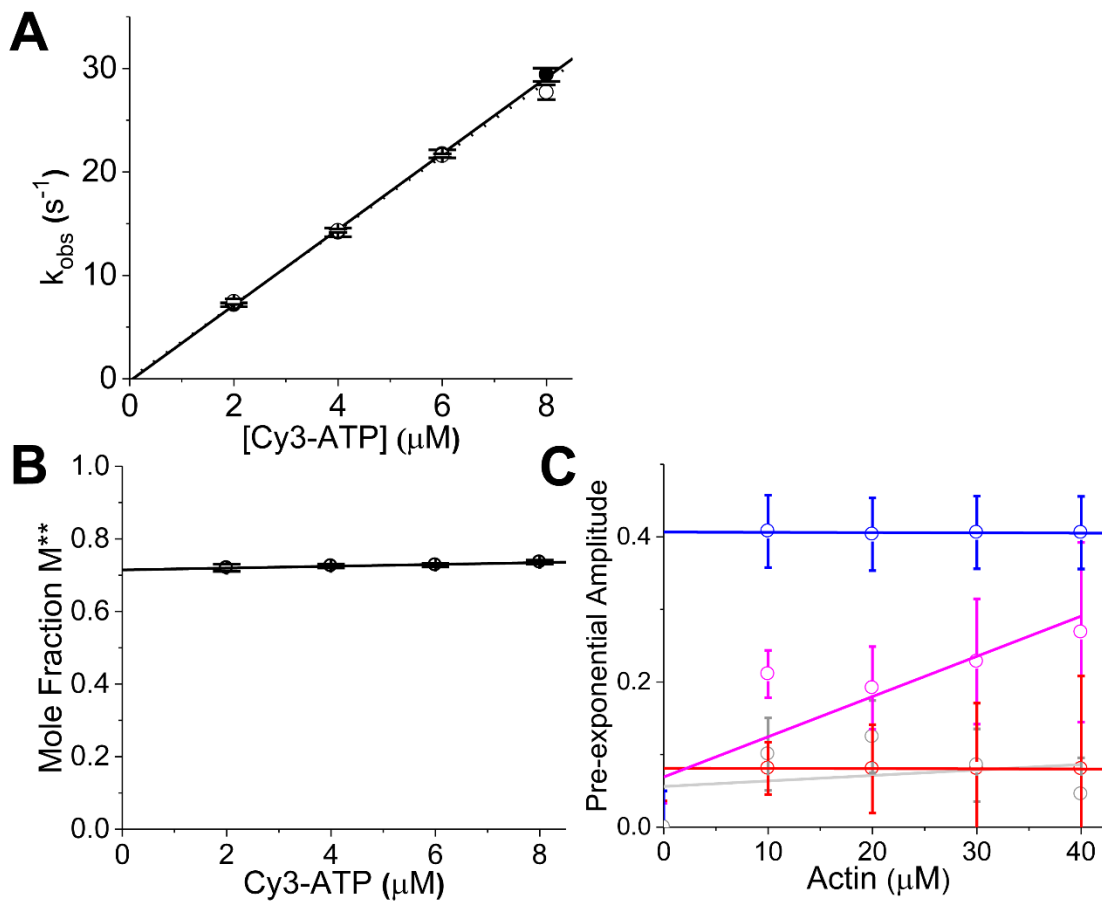 A
30
20
10
0
k_obs (s⁻¹)
0 2 4 6 8
[Cy3-ATP] (μM)
B
1.0
0.8
0.6
0.4
0.2
0.0
Mole Fraction M**
0 2 4 6 8
Cy3-ATP (μM)
C
0.4
0.2
0.0
Pre-exponential Amplitude
0 10 20 30 40
Actin (μM)